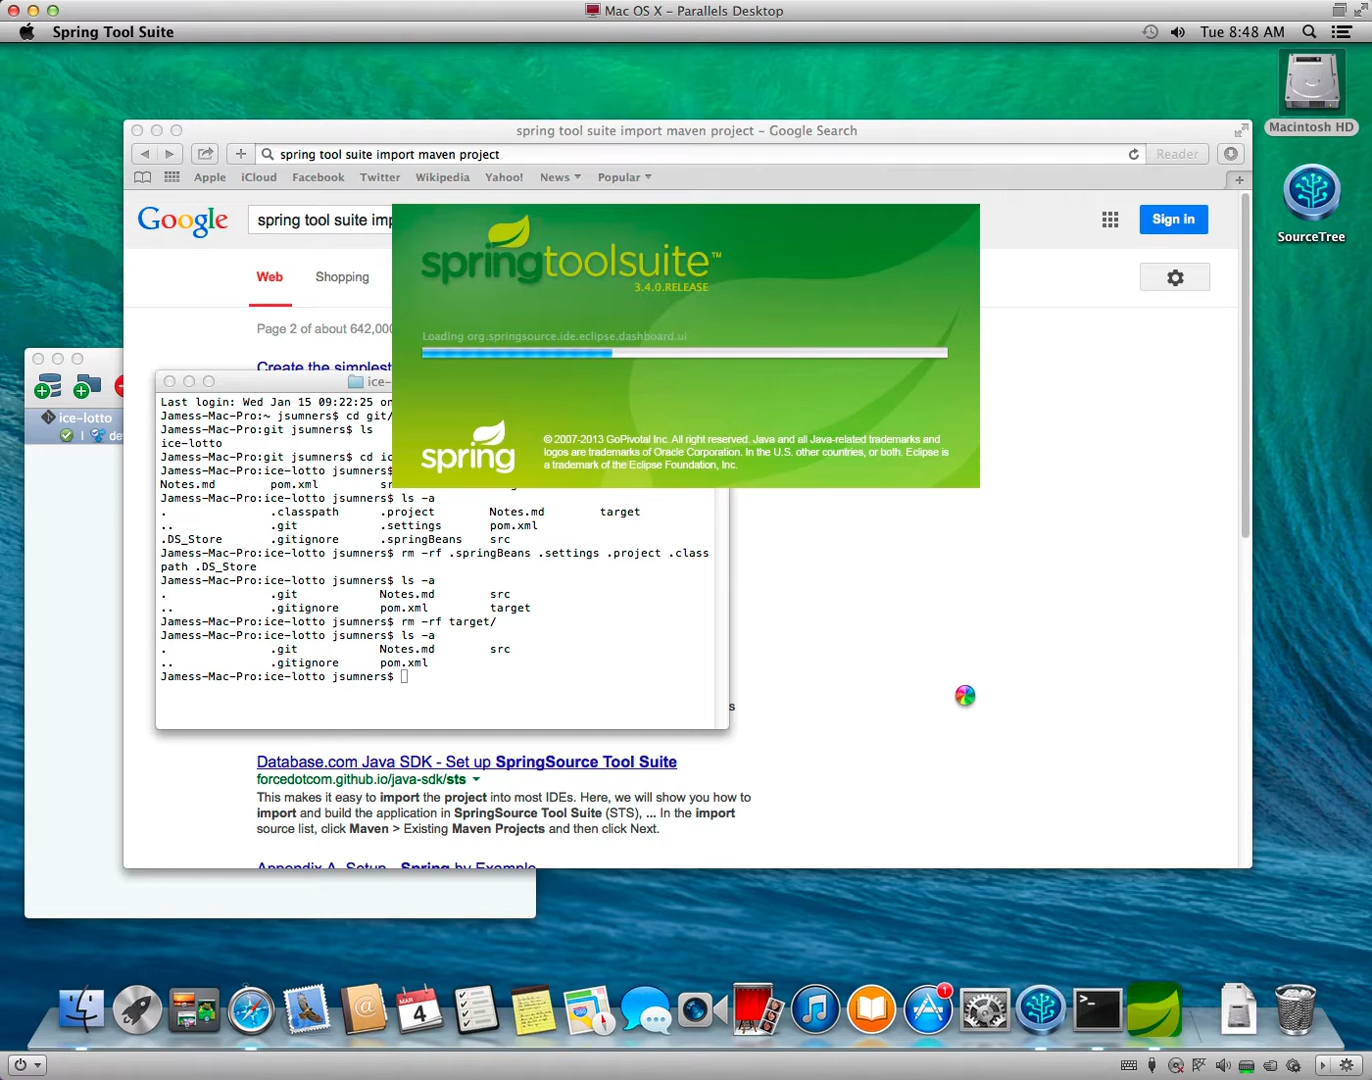 Mac OS X - Parallels Desktop
Spring Tool Suite
Tue 8:48 AM
Macintosh HD
SourceTree
spring tool suite import maven project - Google Search
spring tool suite import maven project
Reader
Apple iCloud Facebook Twitter Wikipedia Yahoo! News Popular
Google
spring tool suite imp
Sign in
Web Shopping
Page 2 of about 642,000
Create the simplest
springtoolsuite™
3.4.0.RELEASE
Loading org.springsource.ide.eclipse.dashboard.ui
spring
© 2007-2013 GoPivotal Inc. All right reserved. Java and all Java-related trademarks and
logos are trademarks of Oracle Corporation. In the U.S. other countries, or both. Eclipse is
a trademark of the Eclipse Foundation, Inc.
ice-lotto
ice-
Last login: Wed Jan 15 09:22:25 on
Jamess-Mac-Pro:~ jsumners$ cd git/
Jamess-Mac-Pro:git jsumners$ ls
ice-lotto
Jamess-Mac-Pro:git jsumners$ cd ic
Jamess-Mac-Pro:ice-lotto jsumners
Notes.md pom.xml sr
Jamess-Mac-Pro:ice-lotto jsumners$ ls -a
. .classpath .project Notes.md target
.. .git .settings pom.xml
.DS_Store .gitignore .springBeans src
Jamess-Mac-Pro:ice-lotto jsumners$ rm -rf .springBeans .settings .project .class
path .DS_Store
Jamess-Mac-Pro:ice-lotto jsumners$ ls -a
. .git Notes.md src
.. .gitignore pom.xml target
Jamess-Mac-Pro:ice-lotto jsumners$ rm -rf target/
Jamess-Mac-Pro:ice-lotto jsumners$ ls -a
. .git Notes.md src
.. .gitignore pom.xml
Jamess-Mac-Pro:ice-lotto jsumners$
s
Database.com Java SDK - Set up SpringSource Tool Suite
forcedotcom.github.io/java-sdk/sts
This makes it easy to import the project into most IDEs. Here, we will show you how to
import and build the application in SpringSource Tool Suite (STS), ... In the import
source list, click Maven > Existing Maven Projects and then click Next.
Appendix A. Setup - Spring by Example
MAR
4
1